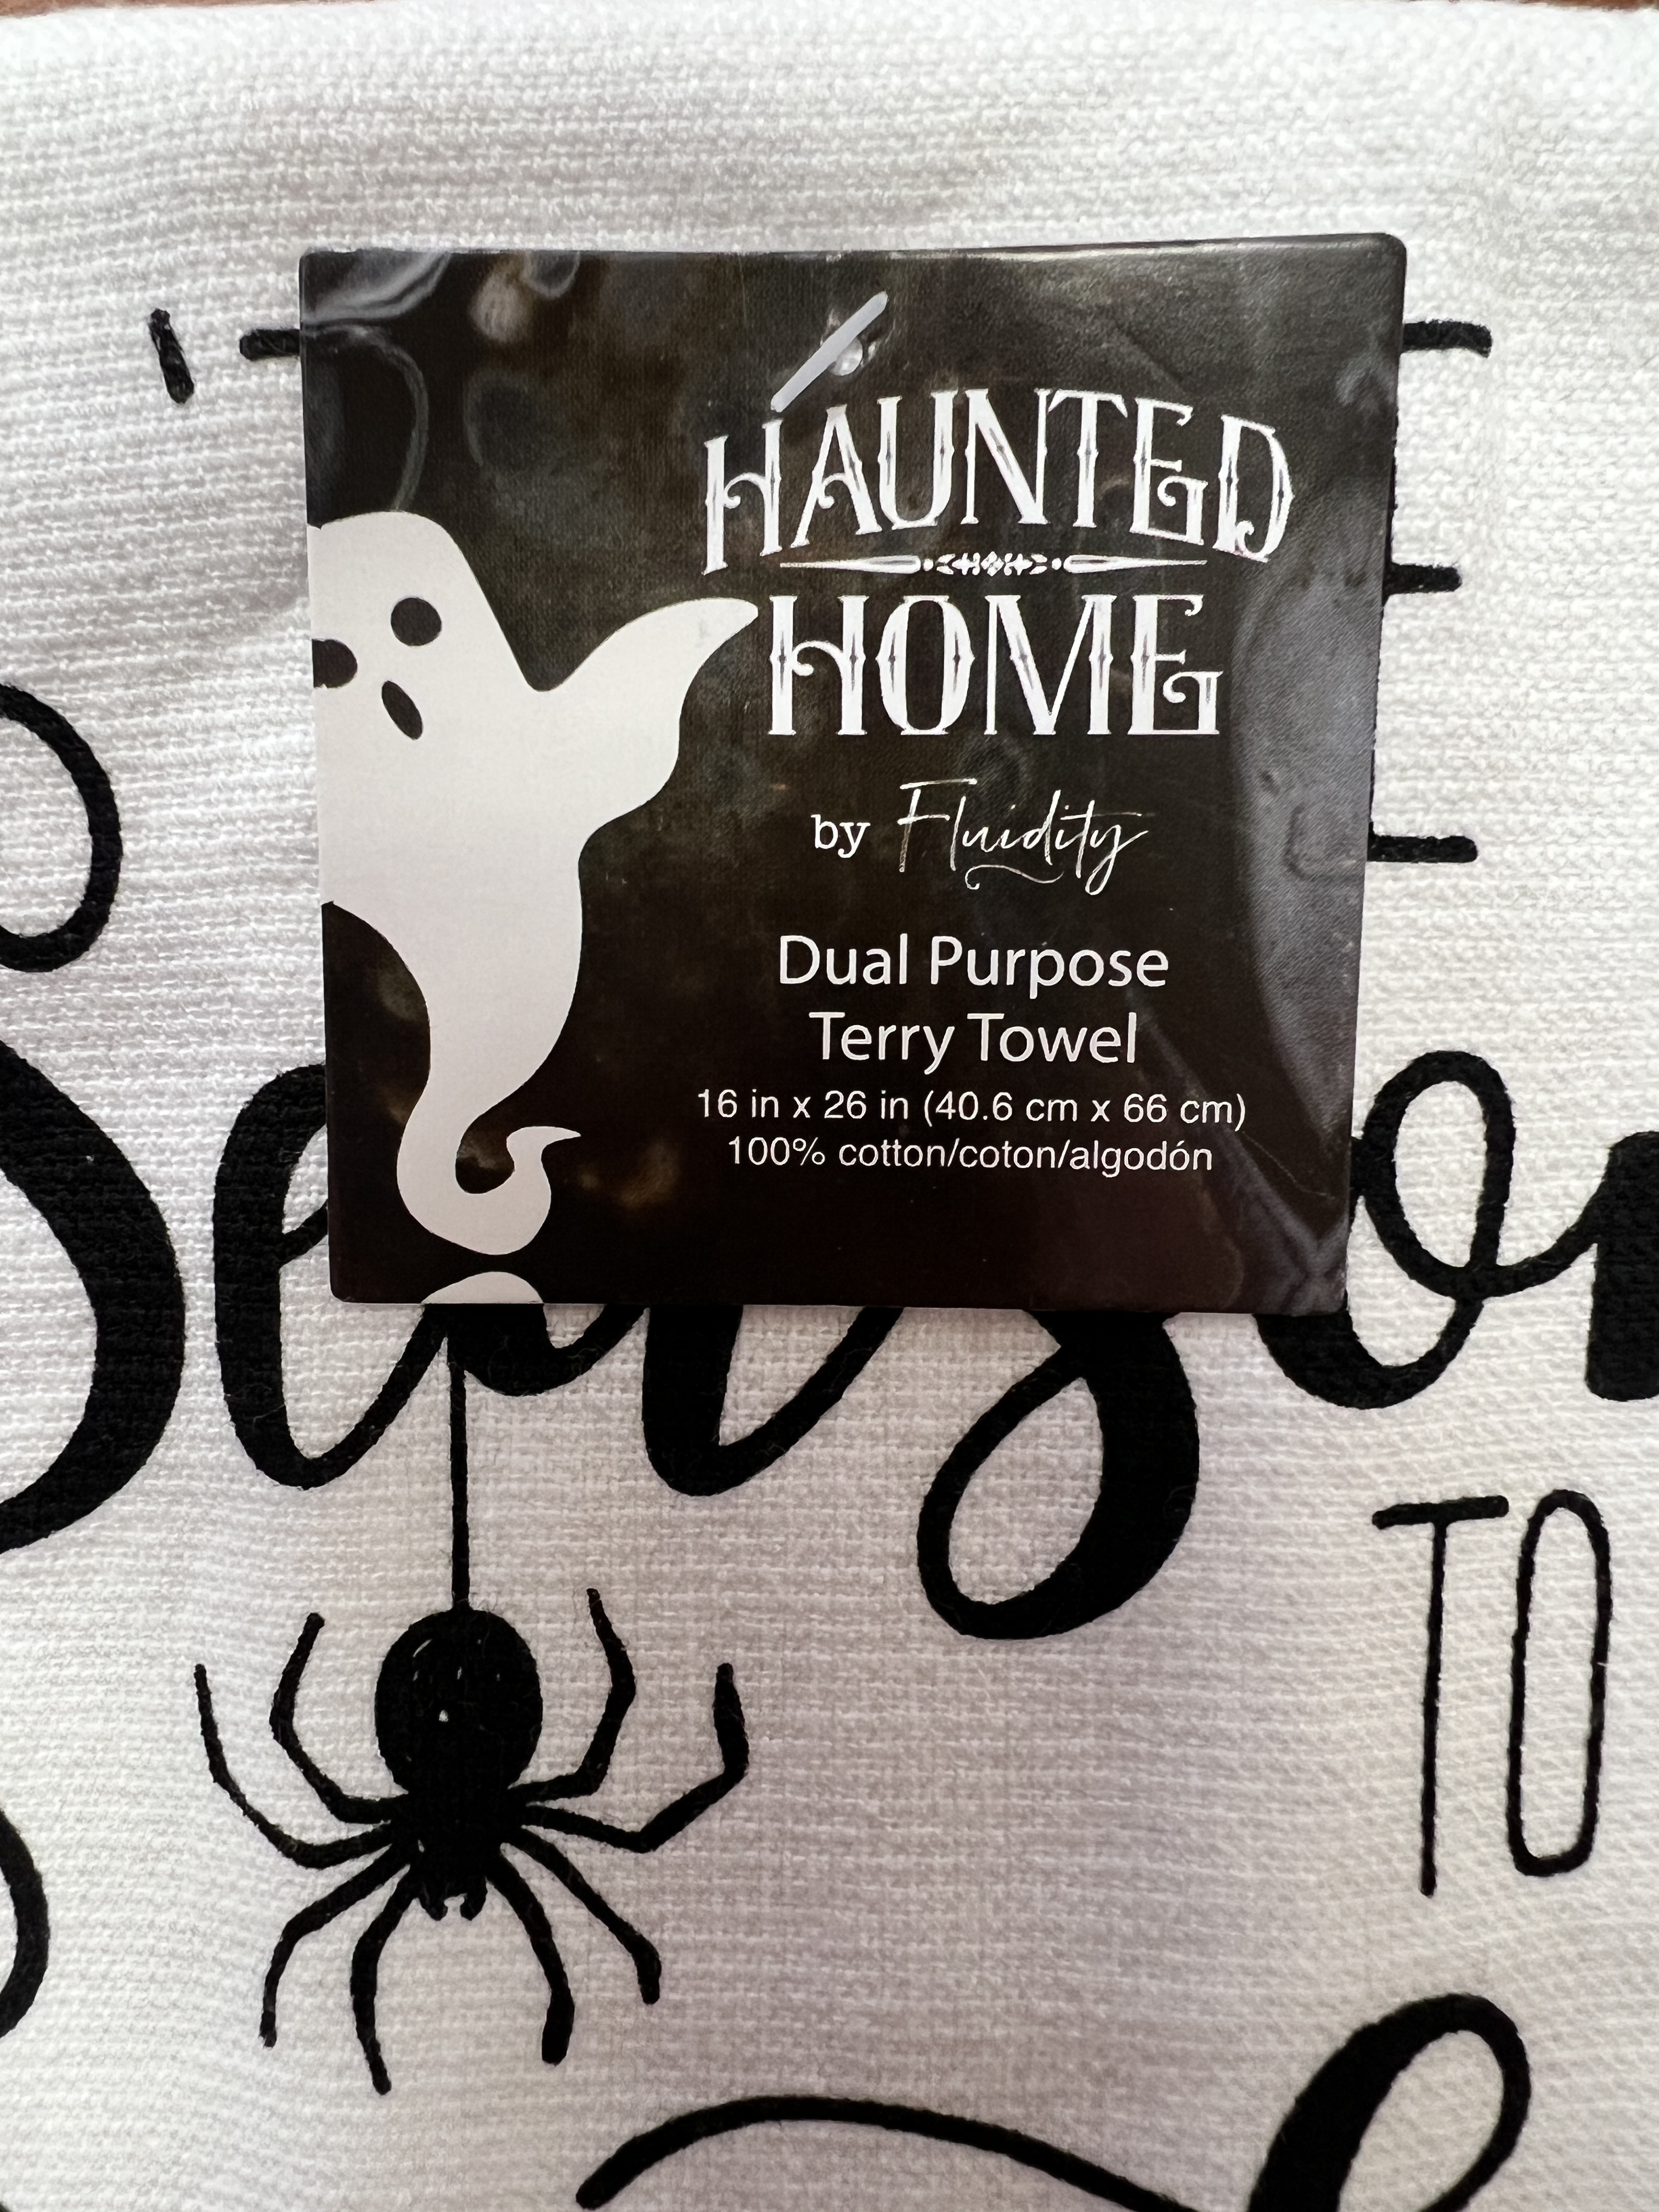 HAUNTED
HOME
by Fluidity
Dual Purpose
Terry Towel
16 in x 26 in (40.6 cm x 66 cm)
100% cotton/coton/algodón
TO